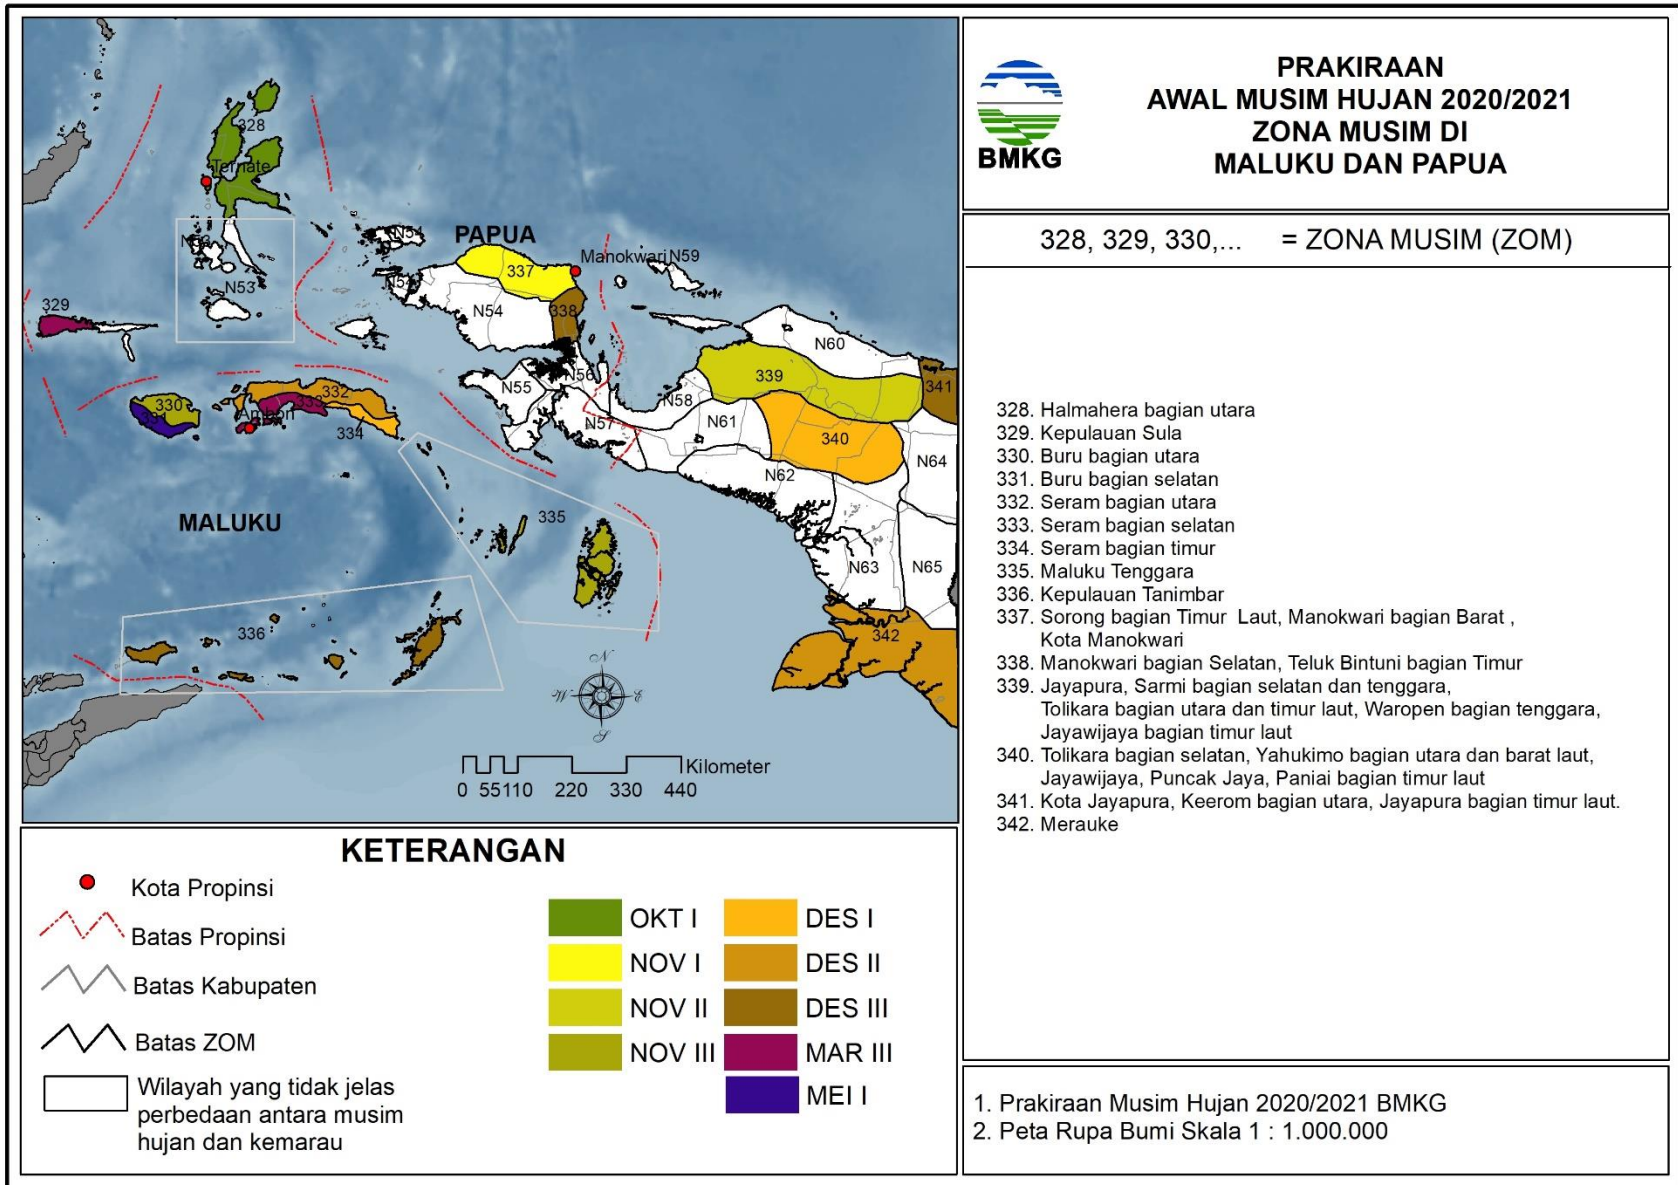 PRAKIRAAN
AWAL MUSIM HUJAN 2020/2021
ZONA MUSIM DI
MALUKU DAN PAPUA
BMKG
328, 329, 330,... = ZONA MUSIM (ZOM)
328. Halmahera bagian utara
329. Kepulauan Sula
330. Buru bagian utara
331. Buru bagian selatan
332. Seram bagian utara
333. Seram bagian selatan
334. Seram bagian timur
335. Maluku Tenggara
336. Kepulauan Tanimbar
337. Sorong bagian Timur Laut, Manokwari bagian Barat ,
Kota Manokwari
338. Manokwari bagian Selatan, Teluk Bintuni bagian Timur
339. Jayapura, Sarmi bagian selatan dan tenggara,
Tolikara bagian utara dan timur laut, Waropen bagian tenggara,
Jayawijaya bagian timur laut
340. Tolikara bagian selatan, Yahukimo bagian utara dan barat laut,
Jayawijaya, Puncak Jaya, Paniai bagian timur laut
341. Kota Jayapura, Keerom bagian utara, Jayapura bagian timur laut.
342. Merauke
1. Prakiraan Musim Hujan 2020/2021 BMKG
2. Peta Rupa Bumi Skala 1 : 1.000.000
328
Ternate
N53
N53
329
N54
PAPUA
Manokwari
N59
337
N54
N54
338
N60
339
341
N55
N56
N58
N57
N61
340
N64
N62
330
331
332
333
Ambon
334
MALUKU
335
N63
N65
336
342
N
W
E
S
Kilometer
0 55 110 220 330 440
KETERANGAN
Kota Propinsi
Batas Propinsi
Batas Kabupaten
Batas ZOM
Wilayah yang tidak jelas
perbedaan antara musim
hujan dan kemarau
OKT I
NOV I
NOV II
NOV III
DES I
DES II
DES III
MAR III
MEI I